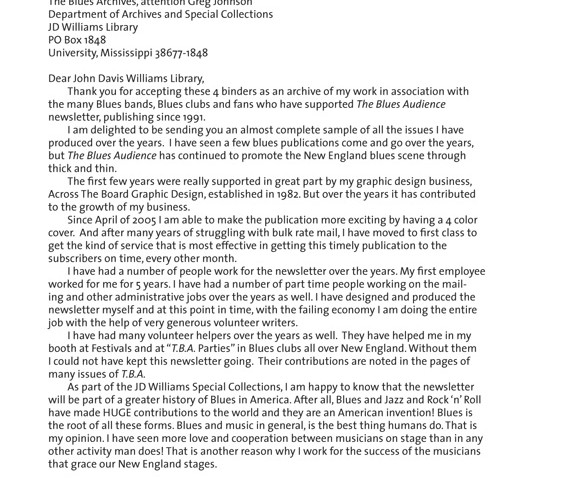 The Blues Archives, attention Greg Johnson
Department of Archives and Special Collections
JD Williams Library
PO Box 1848
University, Mississippi 38677-1848
Dear John Davis Williams Library,
Thank you for accepting these 4 binders as an archive of my work in association with
the many Blues bands, Blues clubs and fans who have supported The Blues Audience
newsletter, publishing since 1991.
I am delighted to be sending you an almost complete sample of all the issues I have
produced over the years. I have seen a few blues publications come and go over the years,
but The Blues Audience has continued to promote the New England blues scene through
thick and thin.
The first few years were really supported in great part by my graphic design business,
Across The Board Graphic Design, established in 1982. But over the years it has contributed
to the growth of my business.
Since April of 2005 I am able to make the publication more exciting by having a 4 color
cover. And after many years of struggling with bulk rate mail, I have moved to first class to
get the kind of service that is most effective in getting this timely publication to the
subscribers on time, every other month.
I have had a number of people work for the newsletter over the years. My first employee
worked for me for 5 years. I have had a number of part time people working on the mail-
ing and other administrative jobs over the years as well. I have designed and produced the
newsletter myself and at this point in time, with the failing economy I am doing the entire
job with the help of very generous volunteer writers.
I have had many volunteer helpers over the years as well. They have helped me in my
booth at Festivals and at "T.B.A. Parties" in Blues clubs all over New England. Without them
I could not have kept this newsletter going. Their contributions are noted in the pages of
many issues of T.B.A.
As part of the JD Williams Special Collections, I am happy to know that the newsletter
will be part of a greater history of Blues in America. After all, Blues and Jazz and Rock 'n' Roll
have made HUGE contributions to the world and they are an American invention! Blues is
the root of all these forms. Blues and music in general, is the best thing humans do. That is
my opinion. I have seen more love and cooperation between musicians on stage than in any
other activity man does! That is another reason why I work for the success of the musicians
that grace our New England stages.